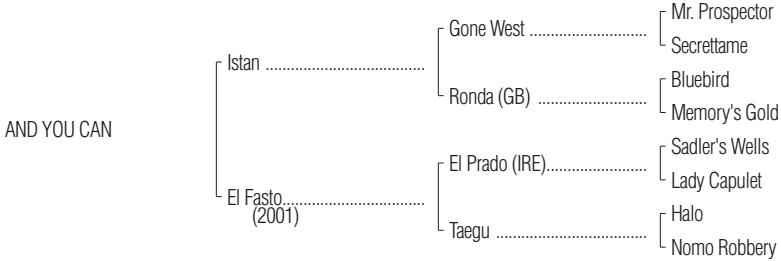 Mr. Prospector
Gone West ........................
Secrettame
Istan ..................................
Bluebird
Ronda (GB) ......................
Memory's Gold
AND YOU CAN
Sadler's Wells
El Prado (IRE)....................
Lady Capulet
El Fasto..............................
(2001)
Halo
Taegu ................................
Nomo Robbery